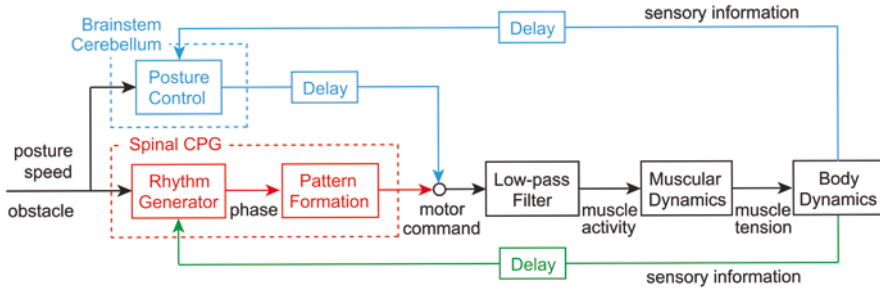 sensory information
Brainstem
Cerebellum
Delay
Posture
Control
Delay
posture
speed
obstacle
Spinal CPG
Rhythm
Generator
phase
Pattern
Formation
motor
command
Low-pass
Filter
muscle
activity
Muscular
Dynamics
muscle
tension
Body
Dynamics
Delay
sensory information